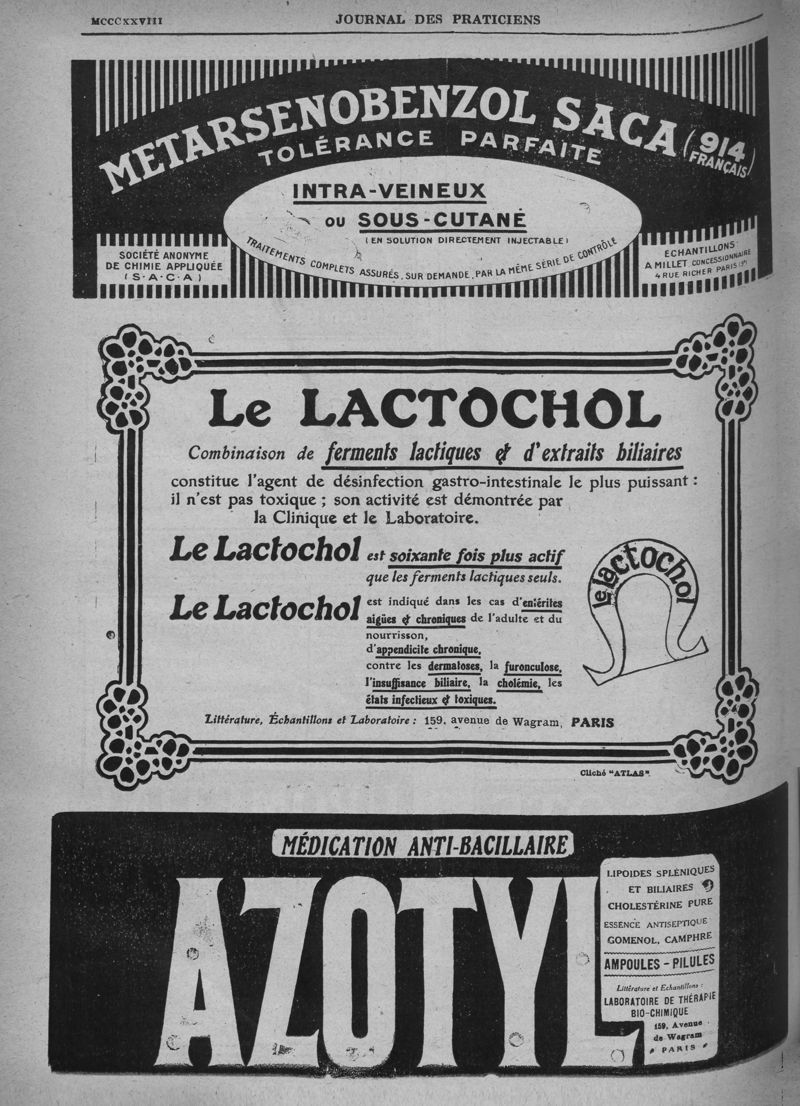 MCCCXXVIII
JOURNAL DES PRATICIENS
METARSENOBENZOL SACA (914 FRANÇAIS)
TOLÉRANCE PARFAITE
INTRA-VEINEUX
OU SOUS-CUTANÉ
(EN SOLUTION DIRECTEMENT INJECTABLE)
TRAITEMENTS COMPLETS ASSURÉS, SUR DEMANDE, PAR LA MÊME SÉRIE DE CONTRÔLE
SOCIÉTÉ ANONYME
DE CHIMIE APPLIQUÉE
(S·A·C·A)
ECHANTILLONS:
A MILLET CONCESSIONNAIRE
4 RUE RICHER PARIS
Le LACTOCHOL
Combinaison de ferments lactiques & d'extraits biliaires
constitue l'agent de désinfection gastro-intestinale le plus puissant :
il n'est pas toxique ; son activité est démontrée par
la Clinique et le Laboratoire.
Le Lactochol est soixante fois plus actif
que les ferments lactiques seuls.
Le Lactochol est indiqué dans les cas d'entérites
aigües & chroniques de l'adulte et du
nourrisson,
d'appendicite chronique,
contre les dermatoses, la furonculose,
l'insuffisance biliaire, la cholémie, les
états infectieux & toxiques.
le lactochol
Littérature, Échantillons et Laboratoire : 159, avenue de Wagram, PARIS
Cliché "ATLAS".
MÉDICATION ANTI-BACILLAIRE
AZOTYL
LIPOIDES SPLÉNIQUES
ET BILIAIRES
CHOLESTÉRINE PURE
ESSENCE ANTISEPTIQUE
GOMENOL, CAMPHRE
AMPOULES - PILULES
Littérature et Echantillons :
LABORATOIRE DE THÉRAPIE
BIO-CHIMIQUE
159, Avenue
de Wagram
PARIS